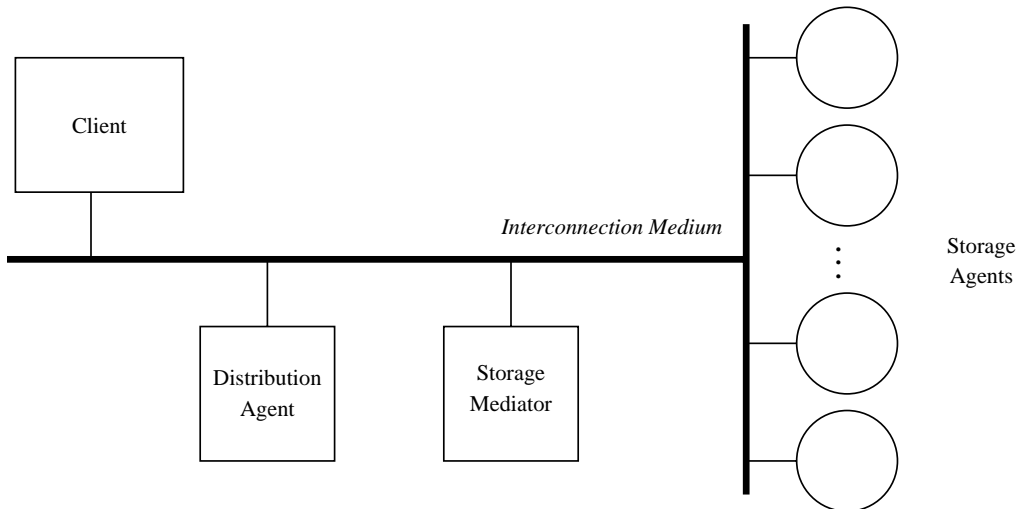 Client
Interconnection Medium
Storage
Agents
Distribution
Agent
Storage
Mediator